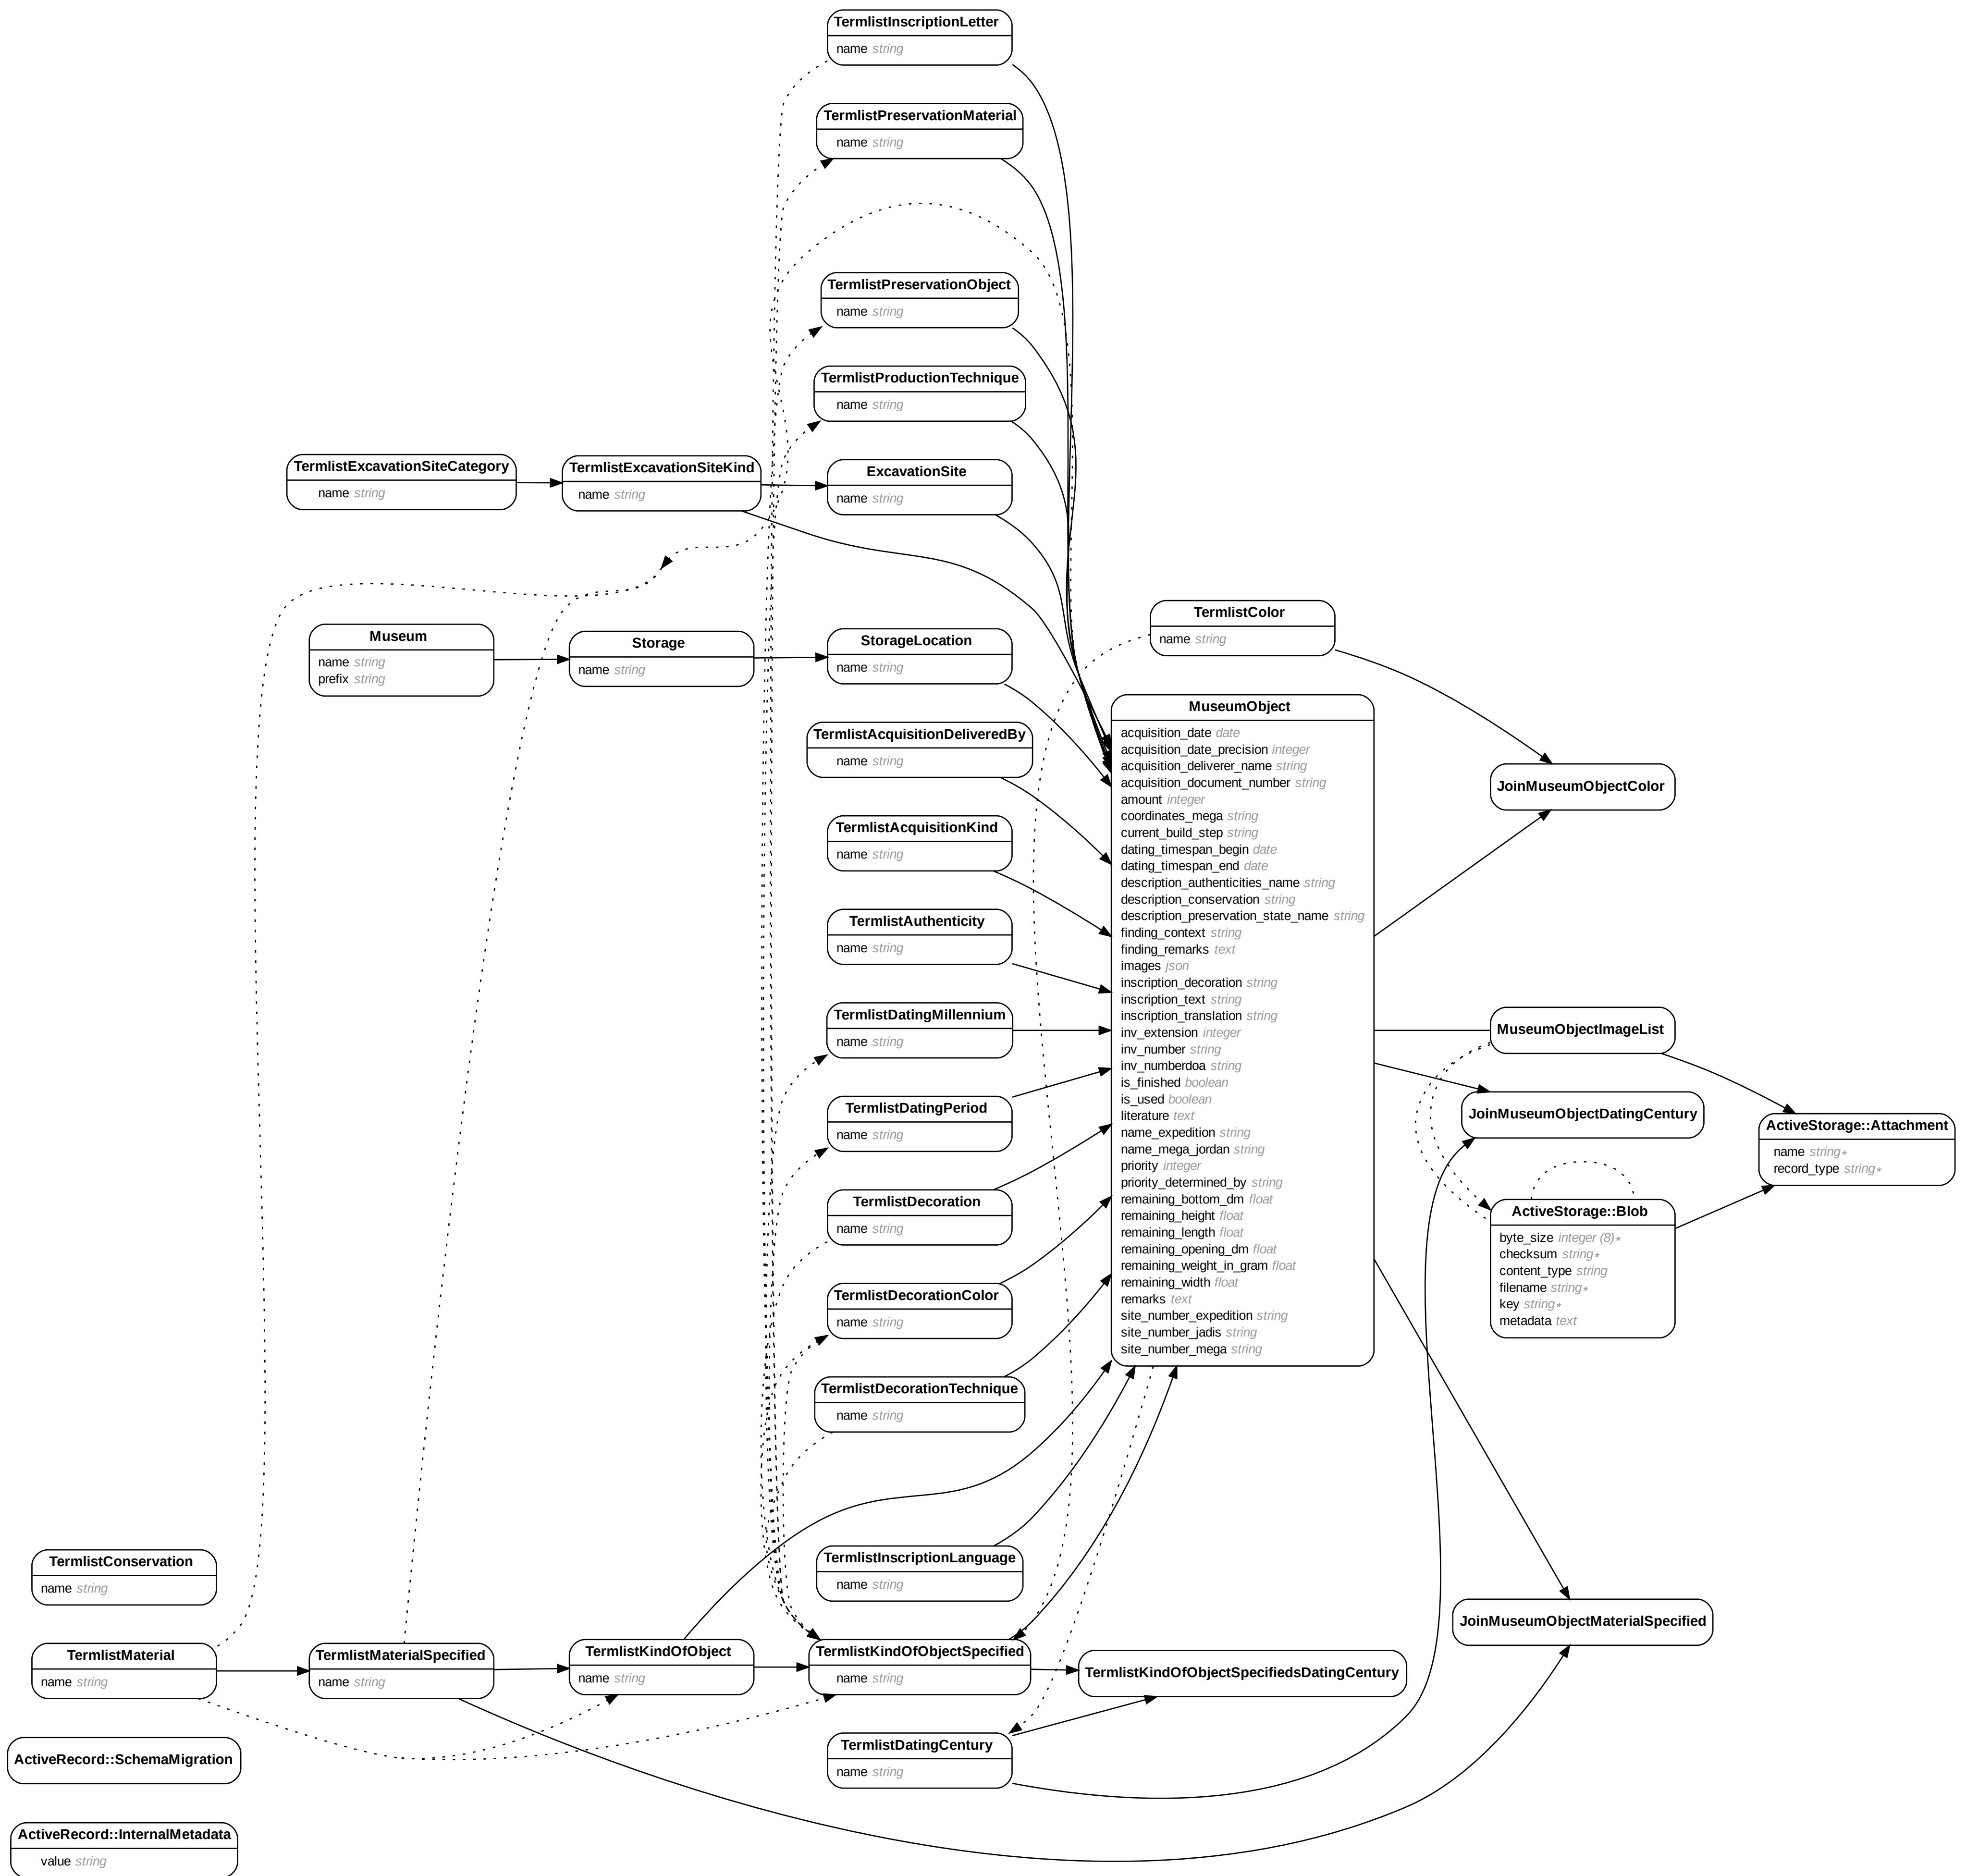 TermlistInscriptionLetter
name string
TermlistPreservationMaterial
name string
TermlistPreservationObject
name string
TermlistProductionTechnique
name string
TermlistExcavationSiteCategory
name string
TermlistExcavationSiteKind
name string
ExcavationSite
name string
Museum
name string
prefix string
Storage
name string
StorageLocation
name string
TermlistColor
name string
TermlistAcquisitionDeliveredBy
name string
TermlistAcquisitionKind
name string
TermlistAuthenticity
name string
TermlistDatingMillennium
name string
TermlistDatingPeriod
name string
TermlistDecoration
name string
TermlistDecorationColor
name string
TermlistDecorationTechnique
name string
TermlistInscriptionLanguage
name string
MuseumObject
acquisition_date date
acquisition_date_precision integer
acquisition_deliverer_name string
acquisition_document_number string
amount integer
coordinates_mega string
current_build_step string
dating_timespan_begin date
dating_timespan_end date
description_authenticities_name string
description_conservation string
description_preservation_state_name string
finding_context string
finding_remarks text
images json
inscription_decoration string
inscription_text string
inscription_translation string
inv_extension integer
inv_number string
inv_numberdoa string
is_finished boolean
is_used boolean
literature text
name_expedition string
name_mega_jordan string
priority integer
priority_determined_by string
remaining_bottom_dm float
remaining_height float
remaining_length float
remaining_opening_dm float
remaining_weight_in_gram float
remaining_width float
remarks text
site_number_expedition string
site_number_jadis string
site_number_mega string
JoinMuseumObjectColor
MuseumObjectImageList
JoinMuseumObjectDatingCentury
ActiveStorage::Attachment
name string∗
record_type string∗
ActiveStorage::Blob
byte_size integer (8)∗
checksum string∗
content_type string
filename string∗
key string∗
metadata text
JoinMuseumObjectMaterialSpecified
TermlistConservation
name string
TermlistMaterial
name string
TermlistMaterialSpecified
name string
TermlistKindOfObject
name string
TermlistKindOfObjectSpecified
name string
TermlistKindOfObjectSpecifiedsDatingCentury
TermlistDatingCentury
name string
ActiveRecord::SchemaMigration
ActiveRecord::InternalMetadata
value string